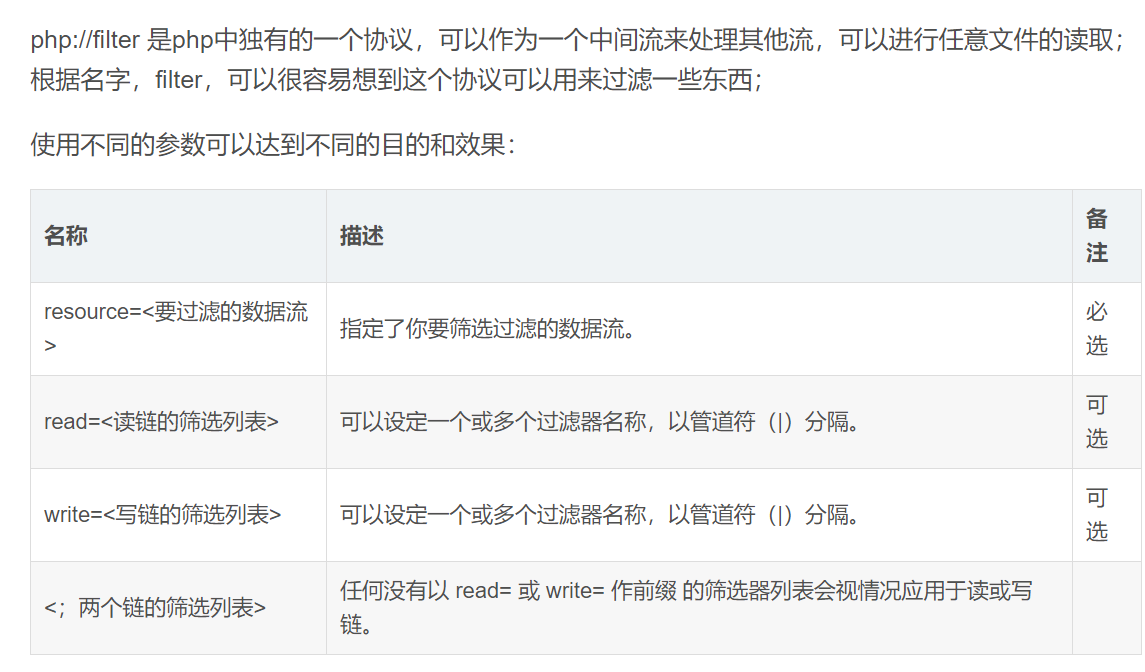 php://filter 是php中独有的一个协议，可以作为一个中间流来处理其他流，可以进行任意文件的读取；
根据名字，filter，可以很容易想到这个协议可以用来过滤一些东西；
使用不同的参数可以达到不同的目的和效果：
名称
描述
备
注
resource=<要过滤的数据流
>
指定了你要筛选过滤的数据流。
必
选
read=<读链的筛选列表>
可以设定一个或多个过滤器名称，以管道符（|）分隔。
可
选
write=<写链的筛选列表>
可以设定一个或多个过滤器名称，以管道符（|）分隔。
可
选
<；两个链的筛选列表>
任何没有以 read= 或 write= 作前缀 的筛选器列表会视情况应用于读或写
链。